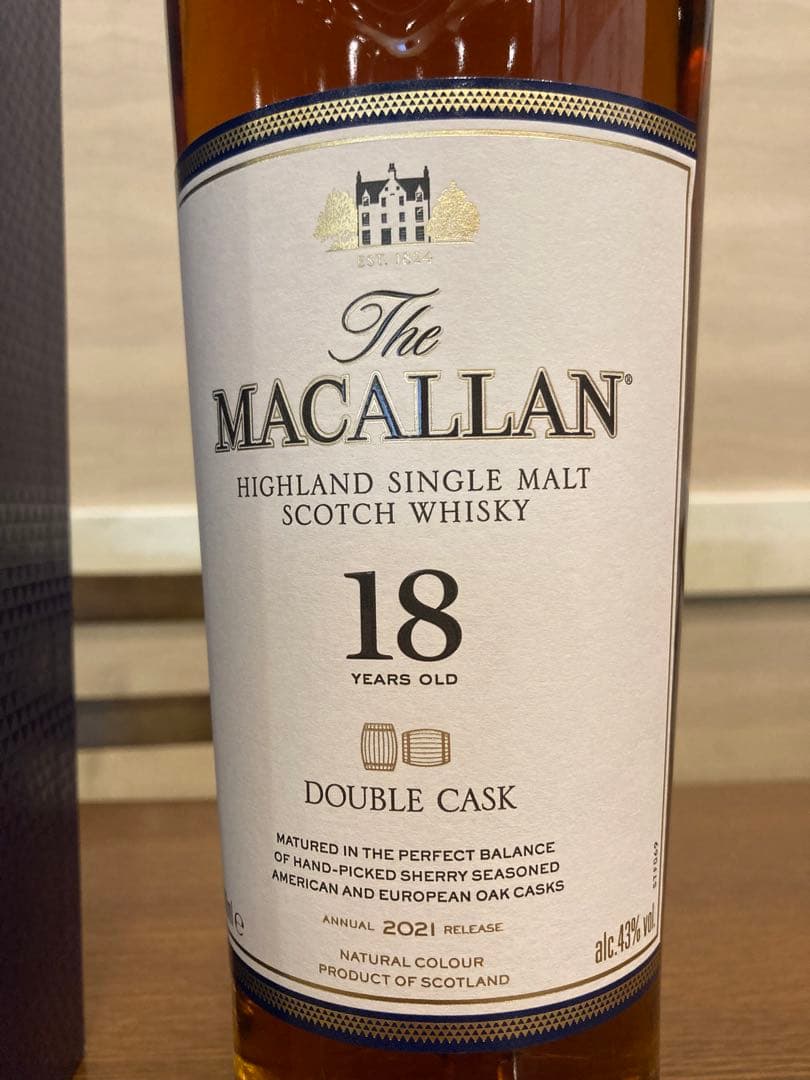 EST. 1824
The
MACALLAN®
HIGHLAND SINGLE MALT
SCOTCH WHISKY
18
YEARS OLD
DOUBLE CASK
MATURED IN THE PERFECT BALANCE
OF HAND-PICKED SHERRY SEASONED
AMERICAN AND EUROPEAN OAK CASKS
ANNUAL 2021 RELEASE
NATURAL COLOUR
PRODUCT OF SCOTLAND
alc.43% vol.